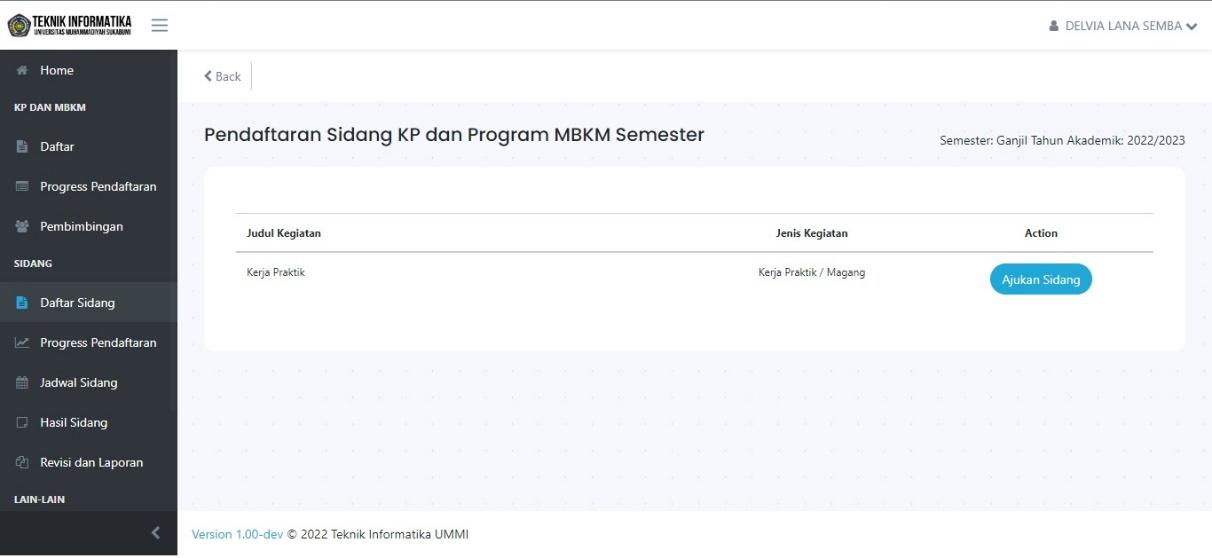 TEKNIK INFORMATIKA
UNIVERSITAS MUHAMMADIYAH SUKABUMI
DELVIA LANA SEMBA
Home
Back
KP DAN MBKM
Daftar
Progress Pendaftaran
Pembimbingan
SIDANG
Daftar Sidang
Progress Pendaftaran
Jadwal Sidang
Hasil Sidang
Revisi dan Laporan
LAIN-LAIN
Pendaftaran Sidang KP dan Program MBKM Semester
Semester: Ganjil Tahun Akademik: 2022/2023
Judul Kegiatan Jenis Kegiatan Action
Kerja Praktik Kerja Praktik / Magang Ajukan Sidang
Version 1.00-dev © 2022 Teknik Informatika UMMI